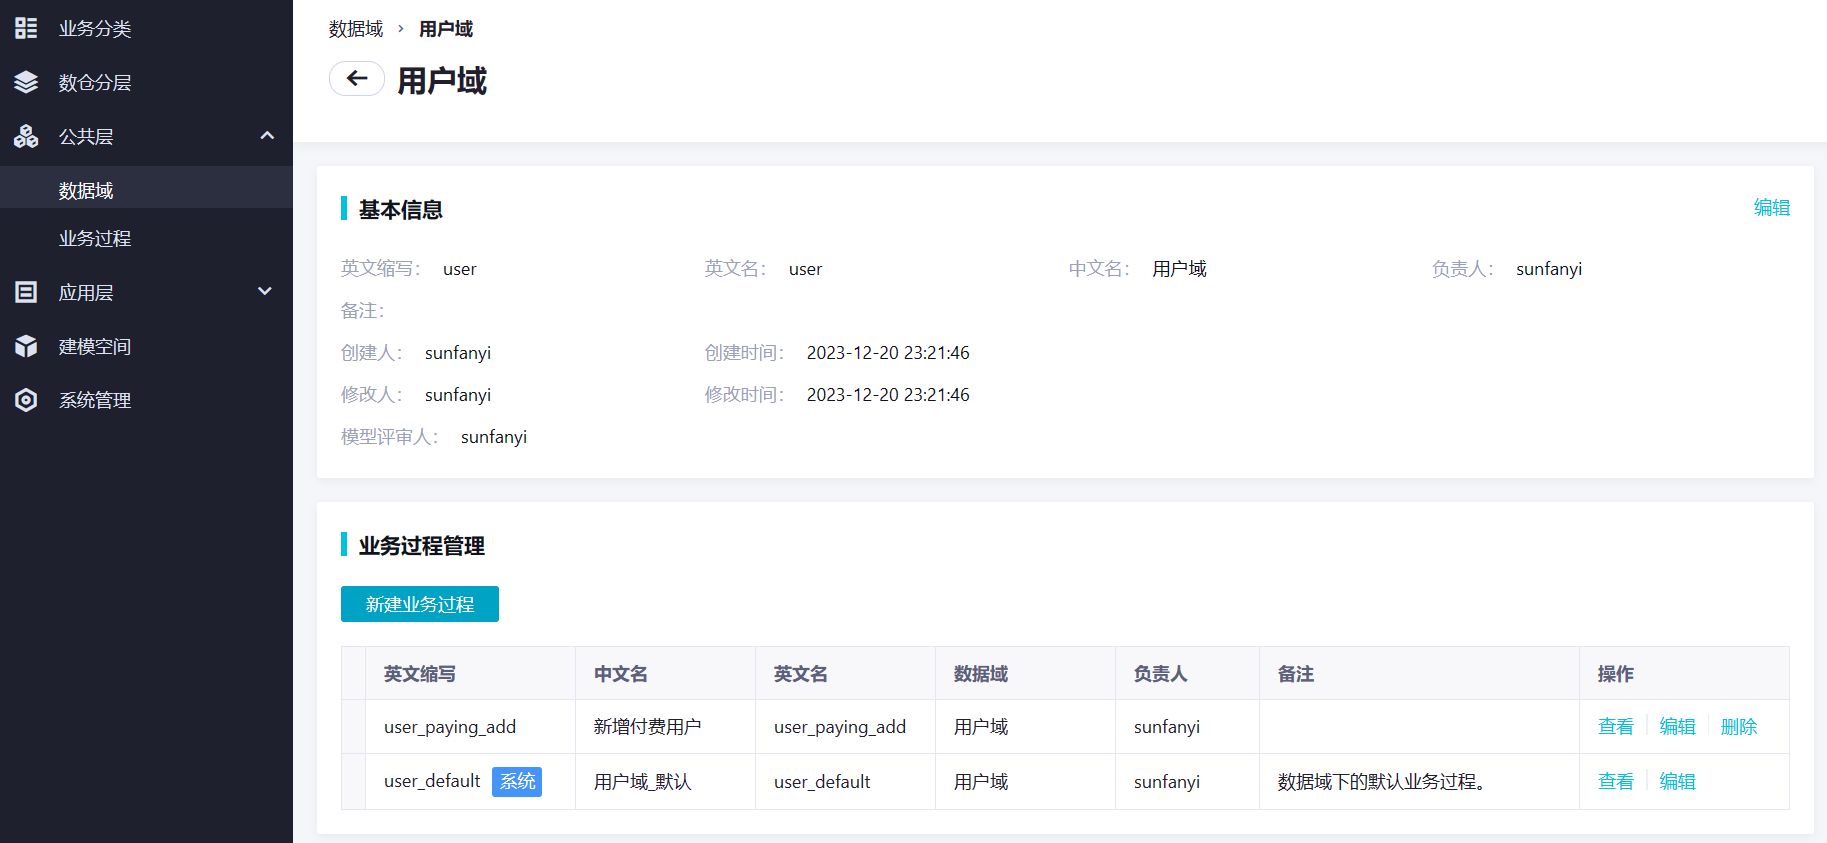 业务分类
数仓分层
公共层
数据域
业务过程
应用层
建模空间
系统管理
数据域 › 用户域
用户域
基本信息 编辑
英文缩写： user 英文名： user 中文名： 用户域 负责人： sunfanyi
备注：
创建人： sunfanyi 创建时间： 2023-12-20 23:21:46
修改人： sunfanyi 修改时间： 2023-12-20 23:21:46
模型评审人： sunfanyi
业务过程管理
新建业务过程
英文缩写 中文名 英文名 数据域 负责人 备注 操作
user_paying_add 新增付费用户 user_paying_add 用户域 sunfanyi 查看 编辑 删除
user_default 系统 用户域_默认 user_default 用户域 sunfanyi 数据域下的默认业务过程。 查看 编辑